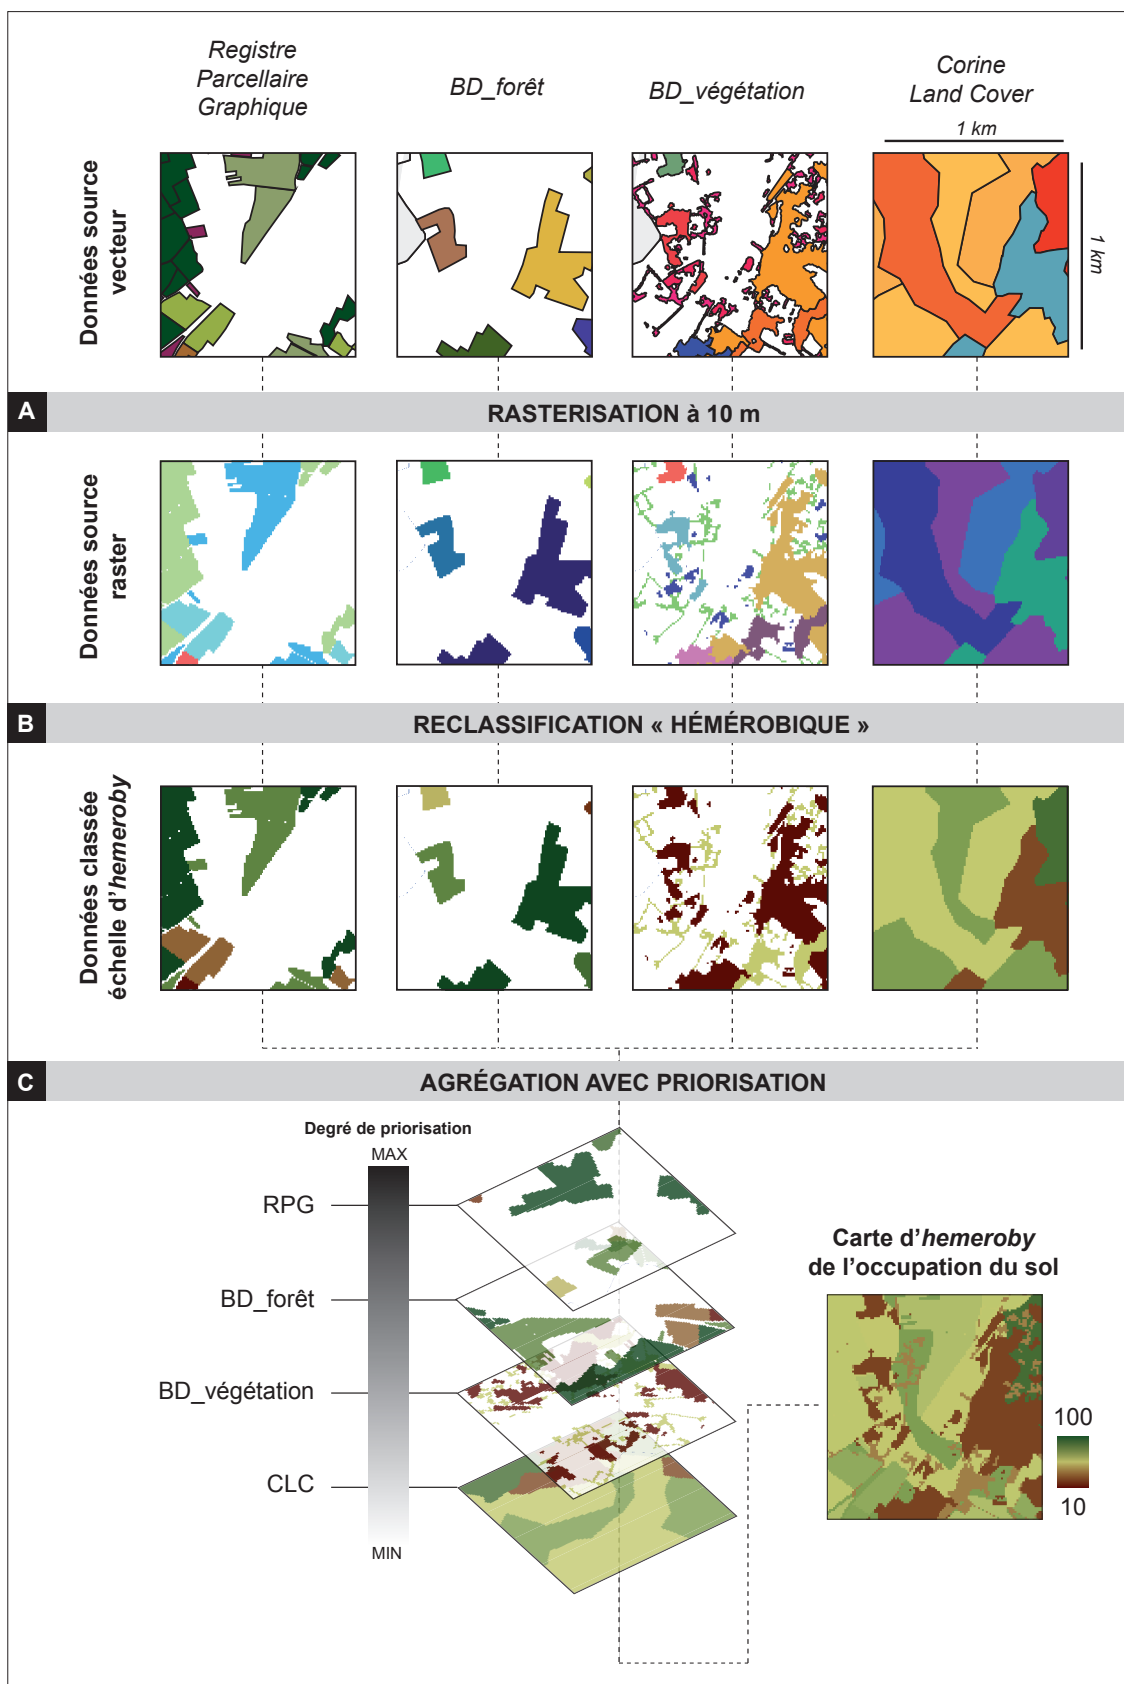 Registre
Parcellaire
Graphique
BD_forêt
BD_végétation
Corine
Land Cover
1 km
1 km
Données source
vecteur
A
RASTERISATION à 10 m
Données source
raster
B
RECLASSIFICATION « HÉMÉROBIQUE »
Données classée
échelle d'hemeroby
C
AGRÉGATION AVEC PRIORISATION
Degré de priorisation
MAX
RPG
BD_forêt
BD_végétation
CLC
MIN
Carte d'hemeroby
de l'occupation du sol
100
10